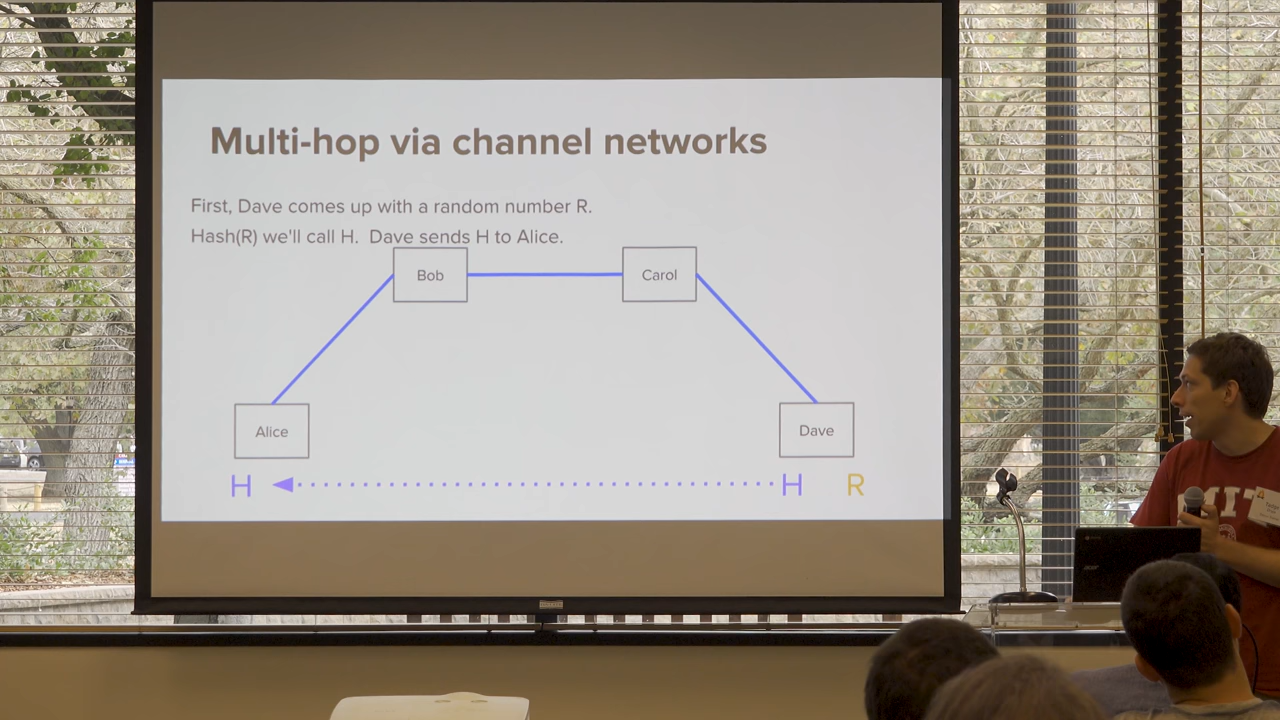 Multi-hop via channel networks
First, Dave comes up with a random number R.
Hash(R) we'll call H.  Dave sends H to Alice.
Bob
Carol
Alice
Dave
H
H
R
MIT
acer